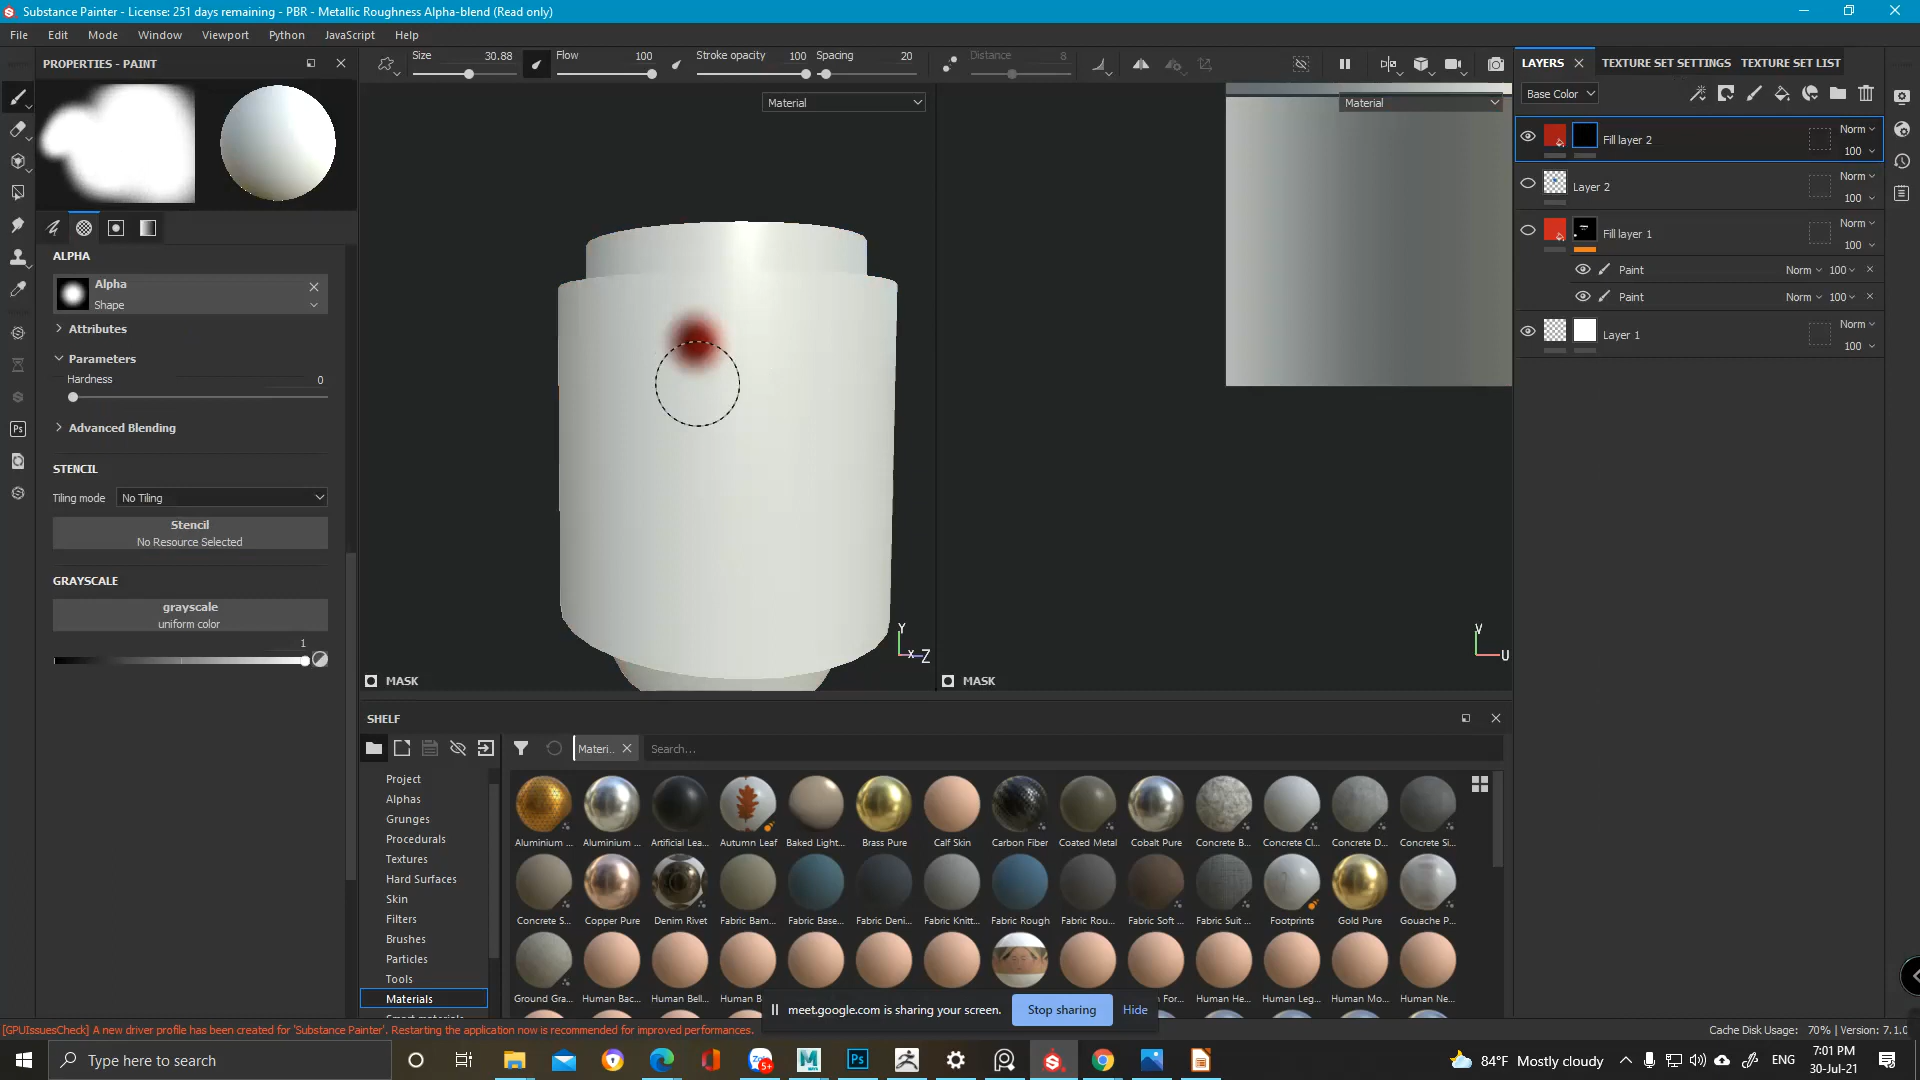 Substance Painter - License: 251 days remaining - PBR - Metallic Roughness Alpha-blend (Read only)
File Edit Mode Window Viewport Python JavaScript Help
PROPERTIES - PAINT
Size 30.88 Flow 100 Stroke opacity 100 Spacing 20 Distance 8
LAYERS TEXTURE SET SETTINGS TEXTURE SET LIST
Base Color
Material
Material
Fill layer 2 Norm 100
Layer 2 Norm 100
Fill layer 1 Norm 100
Paint Norm 100
Paint Norm 100
Layer 1 Norm 100
ALPHA
Alpha
Shape
Attributes
Parameters
Hardness 0
Advanced Blending
STENCIL
Tiling mode No Tiling
Stencil
No Resource Selected
GRAYSCALE
grayscale
uniform color
1
Y
X Z
V
U
MASK
MASK
SHELF
Materi.. Search...
Project
Alphas
Grunges
Procedurals
Textures
Hard Surfaces
Skin
Filters
Brushes
Particles
Tools
Materials
Aluminium ... Aluminium ... Artificial Lea... Autumn Leaf Baked Light... Brass Pure Calf Skin Carbon Fiber Coated Metal Cobalt Pure Concrete B... Concrete Cl... Concrete D... Concrete Si...
Concrete S... Copper Pure Denim Rivet Fabric Bam... Fabric Base... Fabric Deni... Fabric Knitt... Fabric Rough Fabric Rou... Fabric Soft ... Fabric Suit ... Footprints Gold Pure Gouache P...
Ground Gra... Human Bac... Human Bell... Human He... Human Leg... Human Mo... Human Ne...
meet.google.com is sharing your screen. Stop sharing Hide
[GPUIssuesCheck] A new driver profile has been created for 'Substance Painter'. Restarting the application now is recommended for improved performances.
Cache Disk Usage: 70% | Version: 7.1.0
Type here to search
Ps
84°F Mostly cloudy ENG
7:01 PM
30-Jul-21